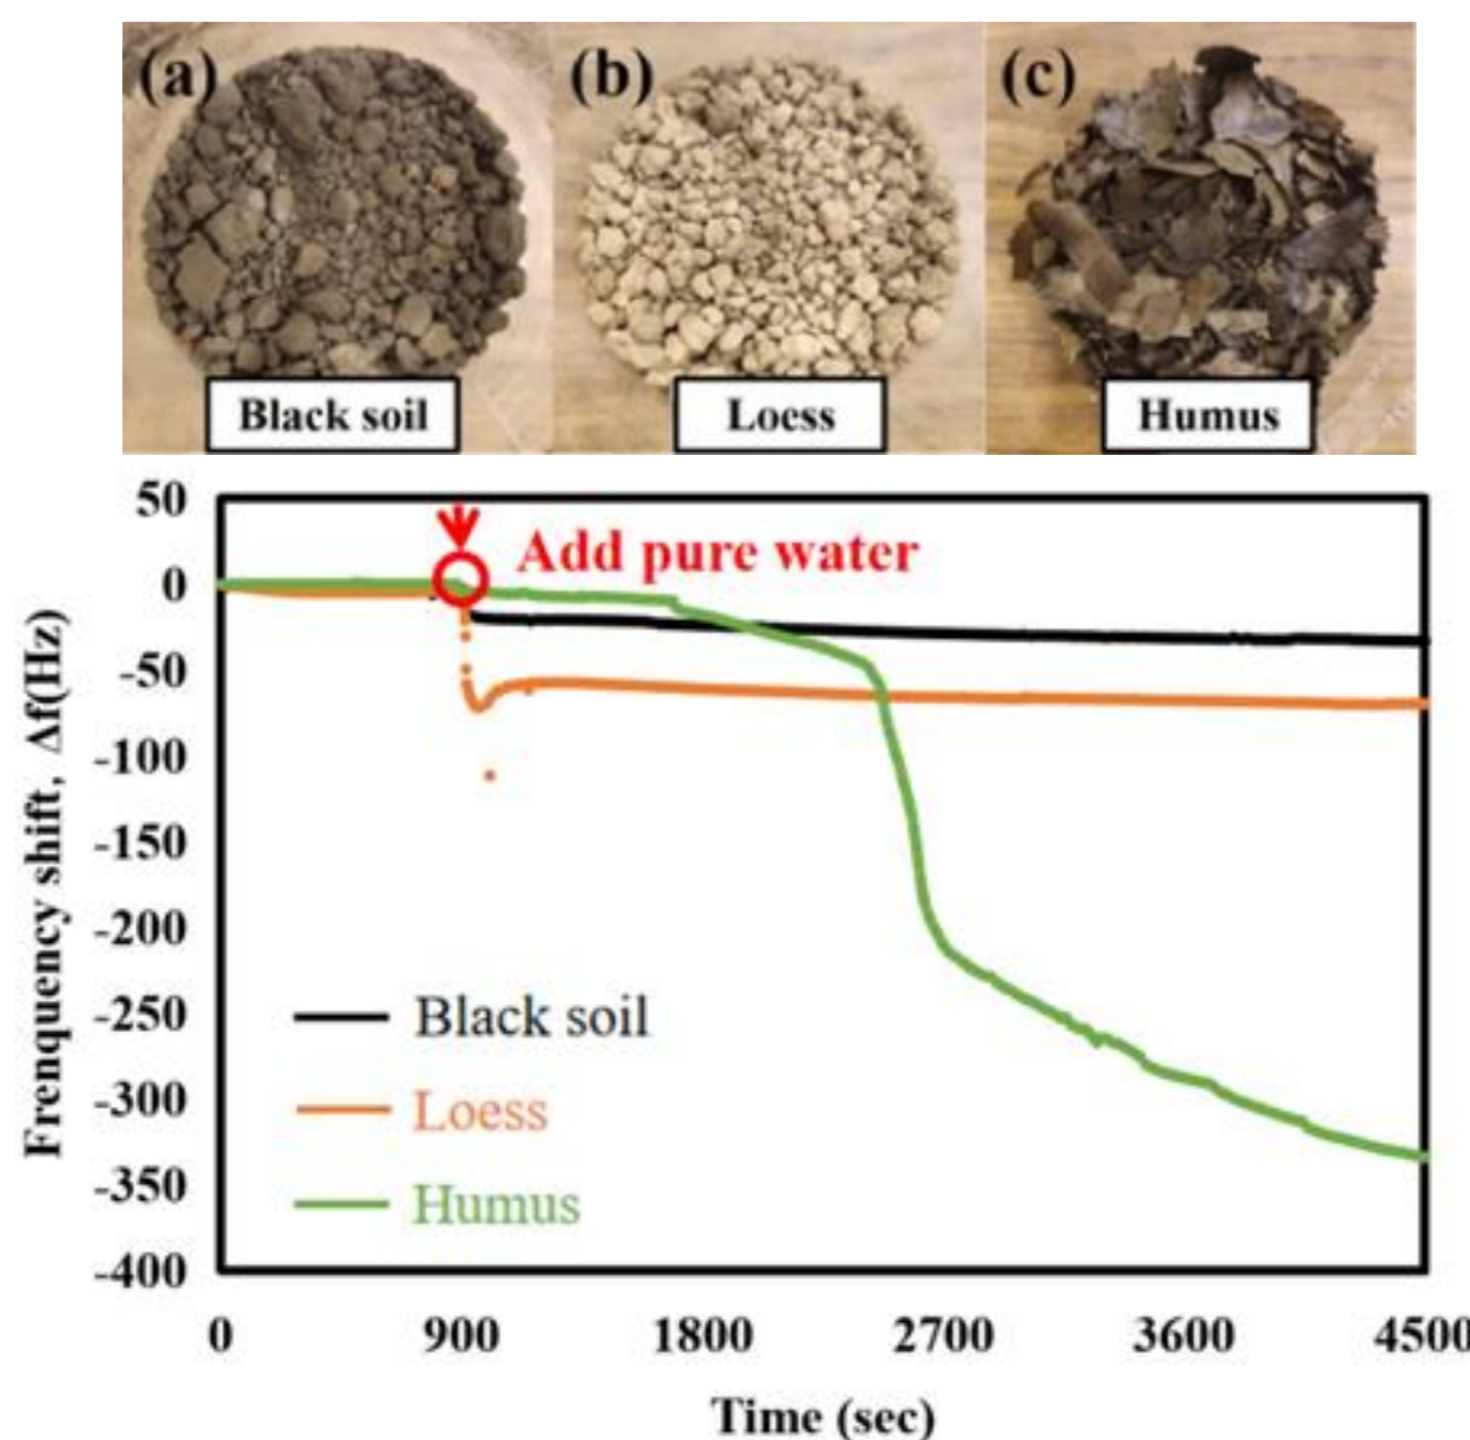 (a) (b) (c)
Black soil Loess Humus
50
Add pure water
0
-50
-100
-150
-200
-250
-300
-350
-400
Frenquency shift, Δf(Hz)
Black soil
Loess
Humus
0 900 1800 2700 3600 4500
Time (sec)